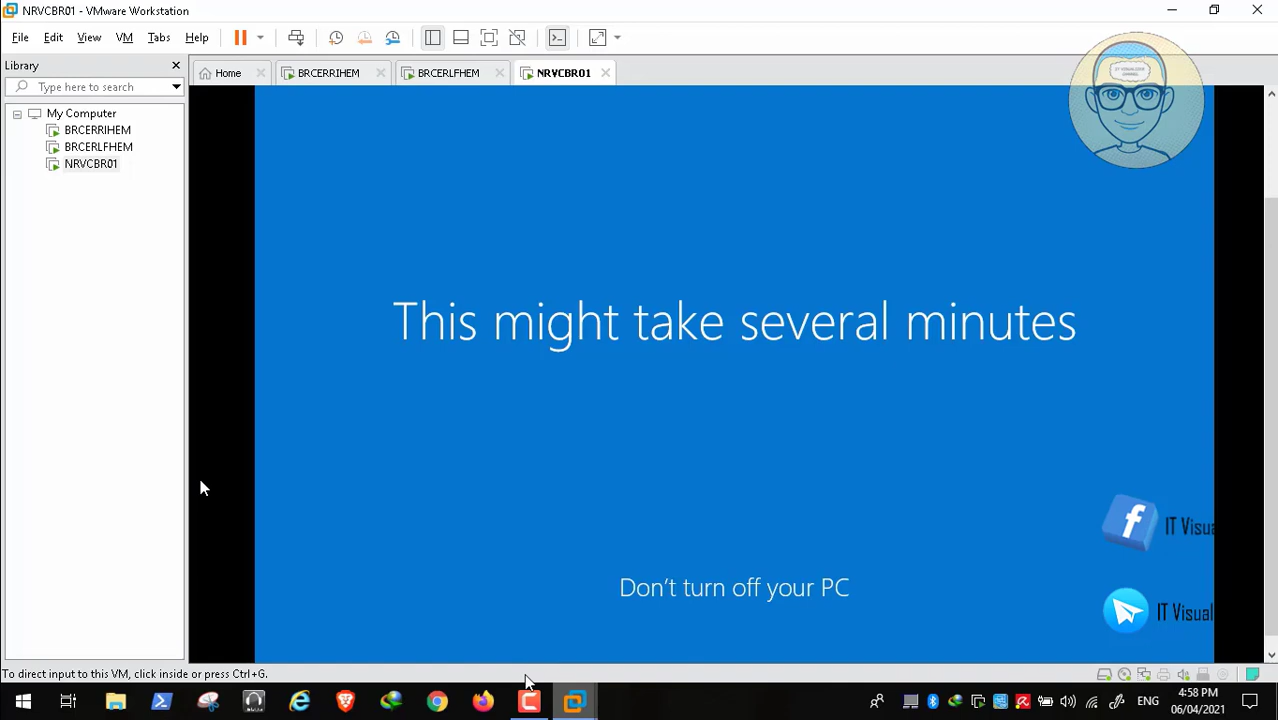 NRVCBR01 - VMware Workstation
File Edit View VM Tabs Help
Library
Home
BRCERRIHEM
BRCERLFHEM
NRVCBR01
Type here to search
My Computer
BRCERRIHEM
BRCERLFHEM
NRVCBR01
This might take several minutes
Don't turn off your PC
IT Visua
IT Visual
To direct input to this VM, click inside or press Ctrl+G.
ENG
4:58 PM
06/04/2021